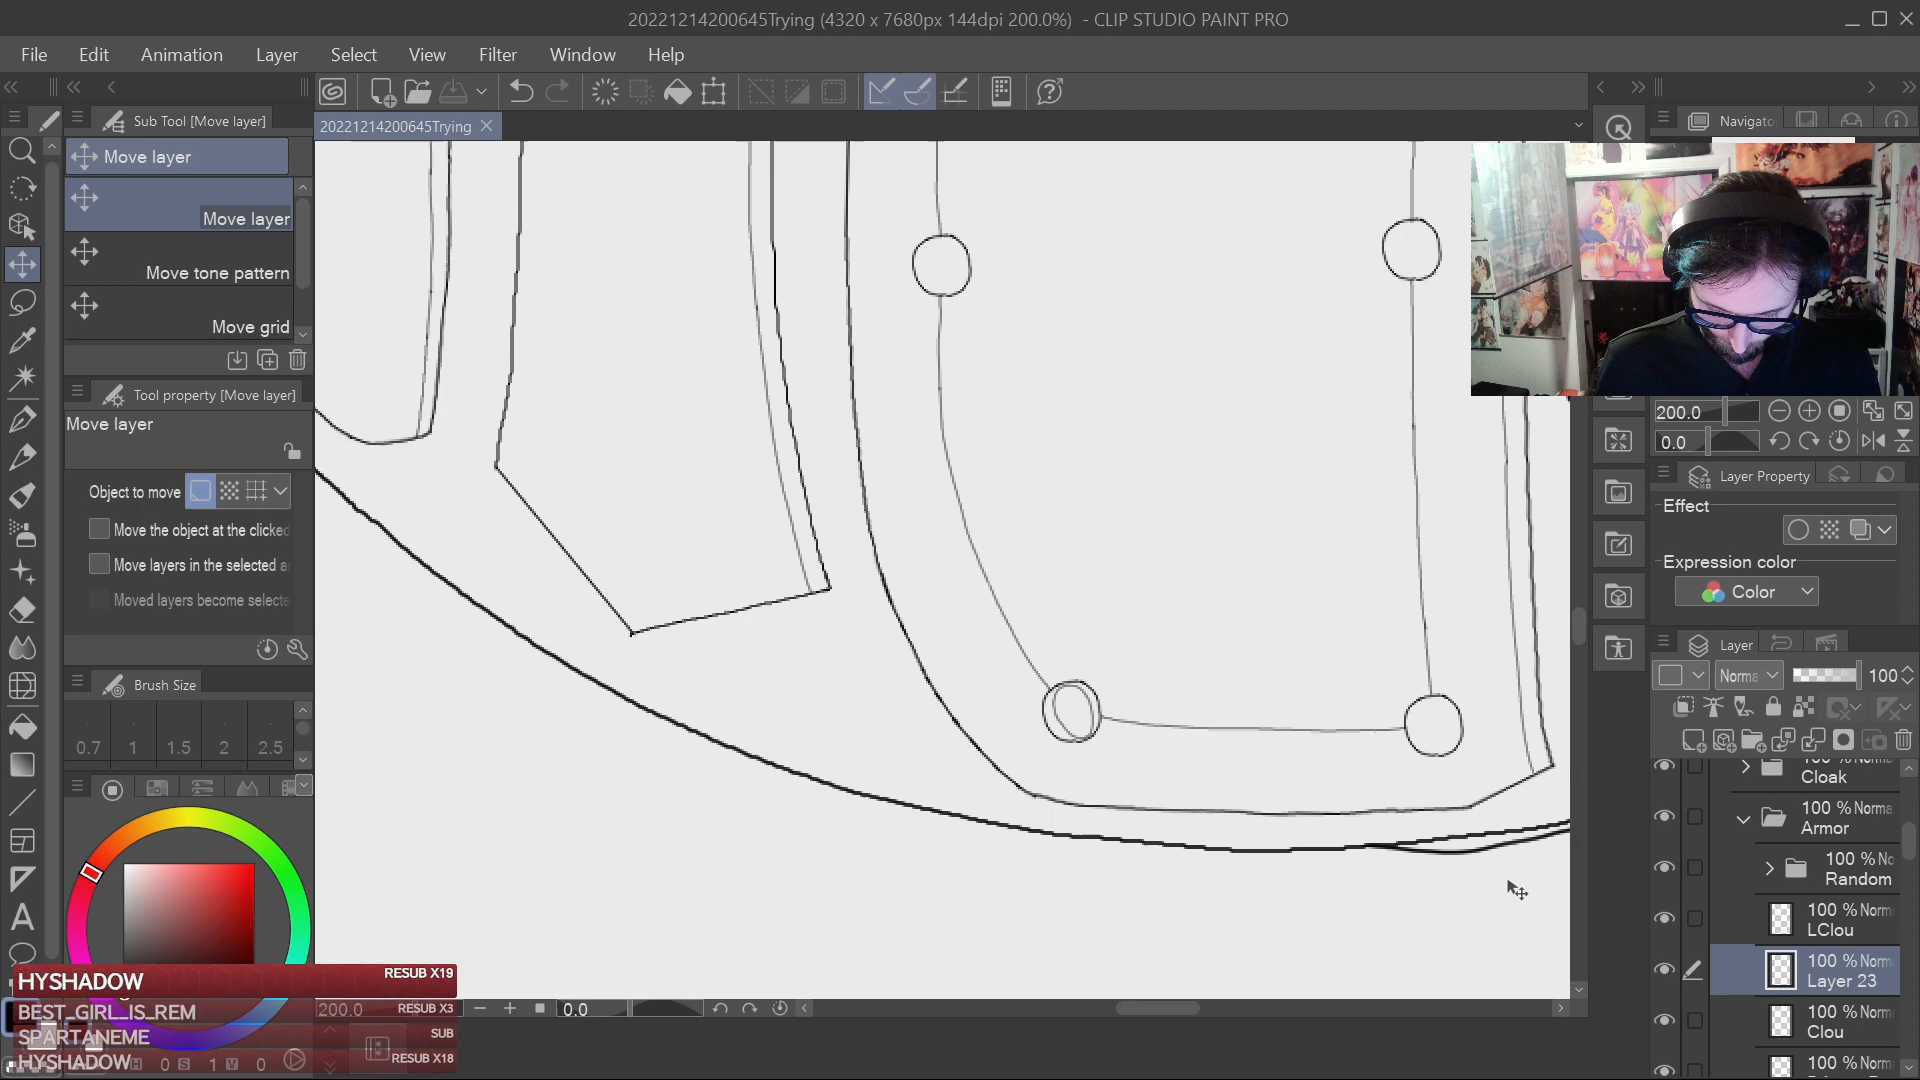 20221214200645Trying (4320 x 7680px 144dpi 200.0%) - CLIP STUDIO PAINT PRO
File Edit Animation Layer Select View Filter Window Help
Sub Tool [Move layer]
20221214200645Trying
Navigato
Move layer
Move layer
Move tone pattern
Move grid
Tool property [Move layer]
Move layer
Object to move
Move the object at the clicked
Move layers in the selected a
Moved layers become selecte
Brush Size
0.7 1 1.5 2 2.5
200.0
0.0
Layer Property
Effect
Expression color
Color
Layer
Norma 100
Cloak
100 % Norma
Armor
100 % No
Random
100 % Norm
LClou
100 % Norm
Layer 23
100 % Norm
Clou
100 % Norm
HYSHADOW RESUB X19
BEST_GIRL_IS_REM RESUB X3
SPARTANEME SUB
HYSHADOW RESUB X18
200.0 0.0
H 0 S 1 V 0